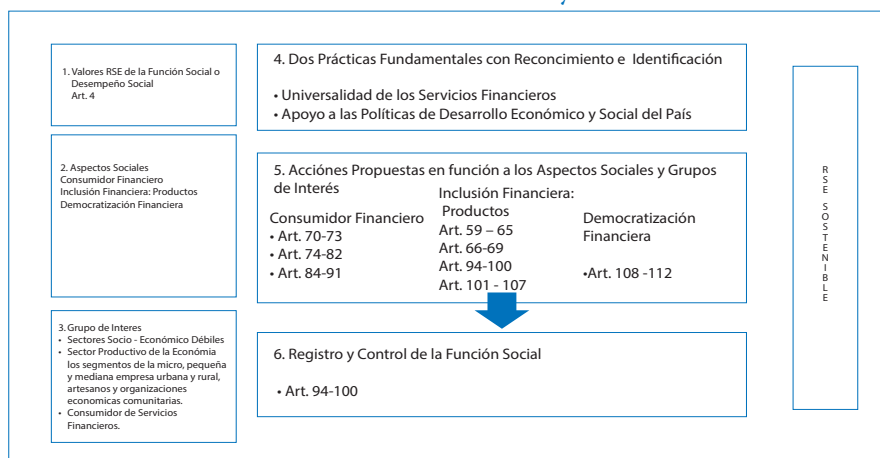 1. Valores RSE de la Función Social o
Desempeño Social
Art. 4
2. Aspectos Sociales
Consumidor Financiero
Inclusión Financiera: Productos
Democratización Financiera
3. Grupo de Interes
• Sectores Socio - Económico Débiles
• Sector Productivo de la Económia
los segmentos de la micro, pequeña
y mediana empresa urbana y rural,
artesanos y organizaciones
economicas comunitarias.
• Consumidor de Servicios
Financieros.
4. Dos Prácticas Fundamentales con Reconcimiento e Identificación
• Universalidad de los Servicios Financieros
• Apoyo a las Políticas de Desarrollo Económico y Social del País
5. Acciónes Propuestas en función a los Aspectos Sociales y Grupos
de Interés
Consumidor Financiero
• Art. 70-73
• Art. 74-82
• Art. 84-91
Inclusión Financiera:
Productos
Art. 59 – 65
Art. 66-69
Art. 94-100
Art. 101 - 107
Democratización
Financiera
•Art. 108 -112
6. Registro y Control de la Función Social
• Art. 94-100
RSE SOSTENIBLE